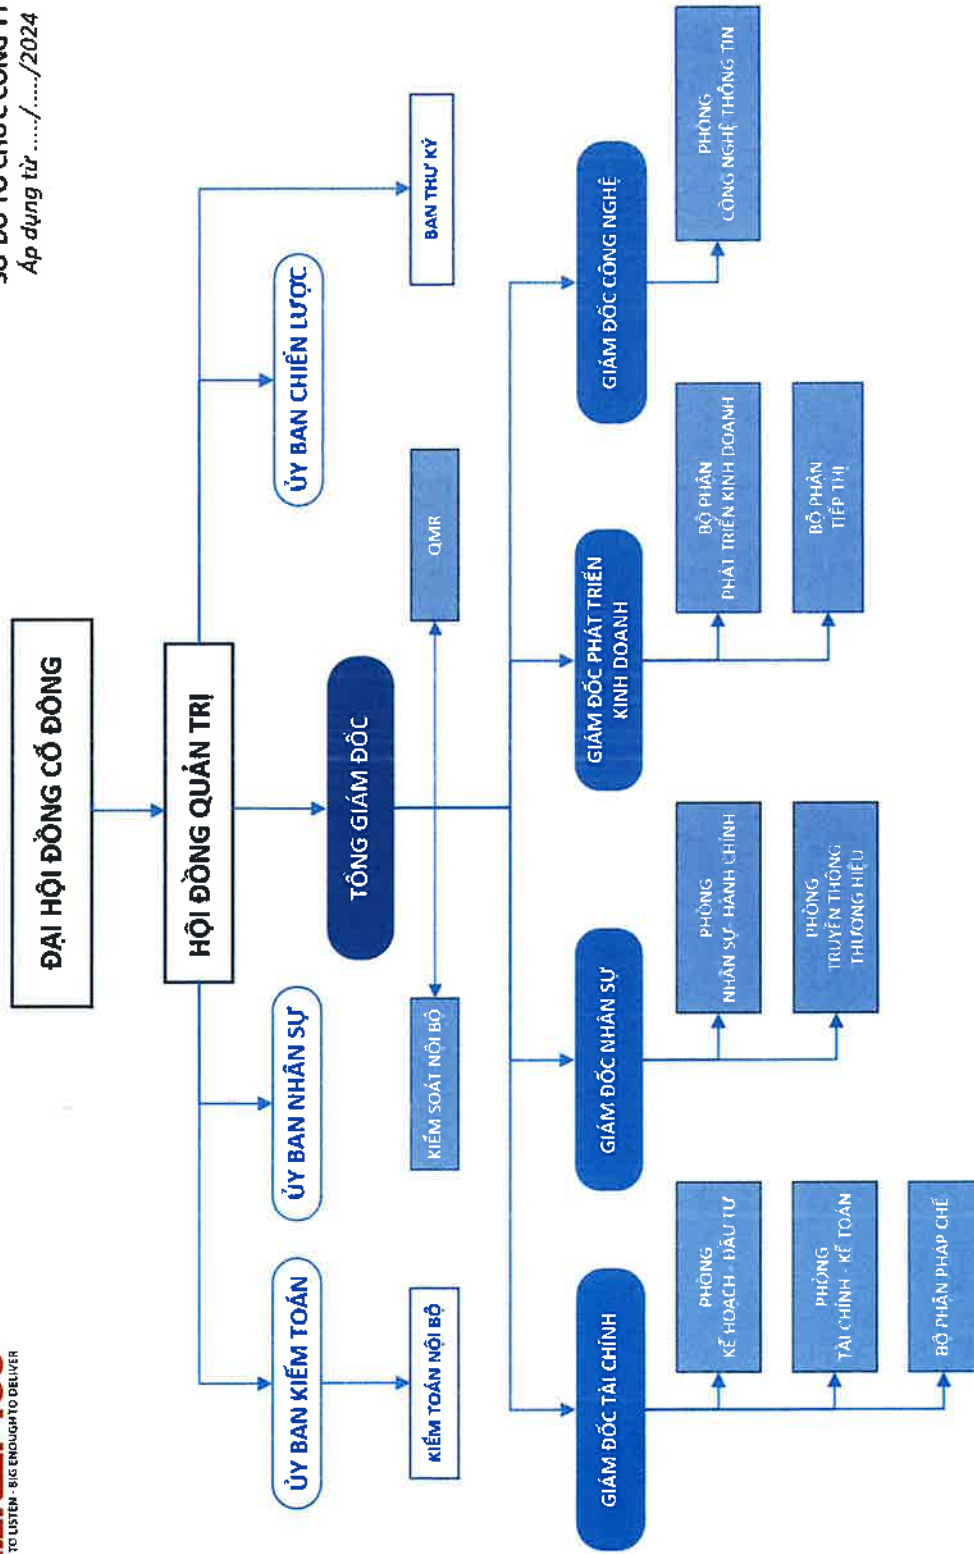 TO LISTEN - BIG ENOUGH TO DELIVER
SƠ ĐỒ TỔ CHỨC CÔNG TY
Áp dụng từ ...../...../2024
ĐẠI HỘI ĐỒNG CỔ ĐÔNG
HỘI ĐỒNG QUẢN TRỊ
ỦY BAN KIỂM TOÁN
ỦY BAN NHÂN SỰ
TỔNG GIÁM ĐỐC
ỦY BAN CHIẾN LƯỢC
KIỂM TOÁN NỘI BỘ
KIỂM SOÁT NỘI BỘ
QMR
BAN THƯ KÝ
GIÁM ĐỐC TÀI CHÍNH
GIÁM ĐỐC NHÂN SỰ
GIÁM ĐỐC PHÁT TRIỂN
KINH DOANH
GIÁM ĐỐC CÔNG NGHỆ
PHÒNG
KẾ HOẠCH - ĐẦU TƯ
PHÒNG
NHÂN SỰ- HÀNH CHÍNH
BỘ PHẬN
PHÁT TRIỂN KINH DOANH
PHÒNG
CÔNG NGHỆ THÔNG TIN
PHÒNG
TÀI CHÍNH - KẾ TOÁN
PHÒNG
TRUYỀN THÔNG
THƯƠNG HIỆU
BỘ PHẬN
TIẾP THỊ
BỘ PHẬN PHÁP CHẾ